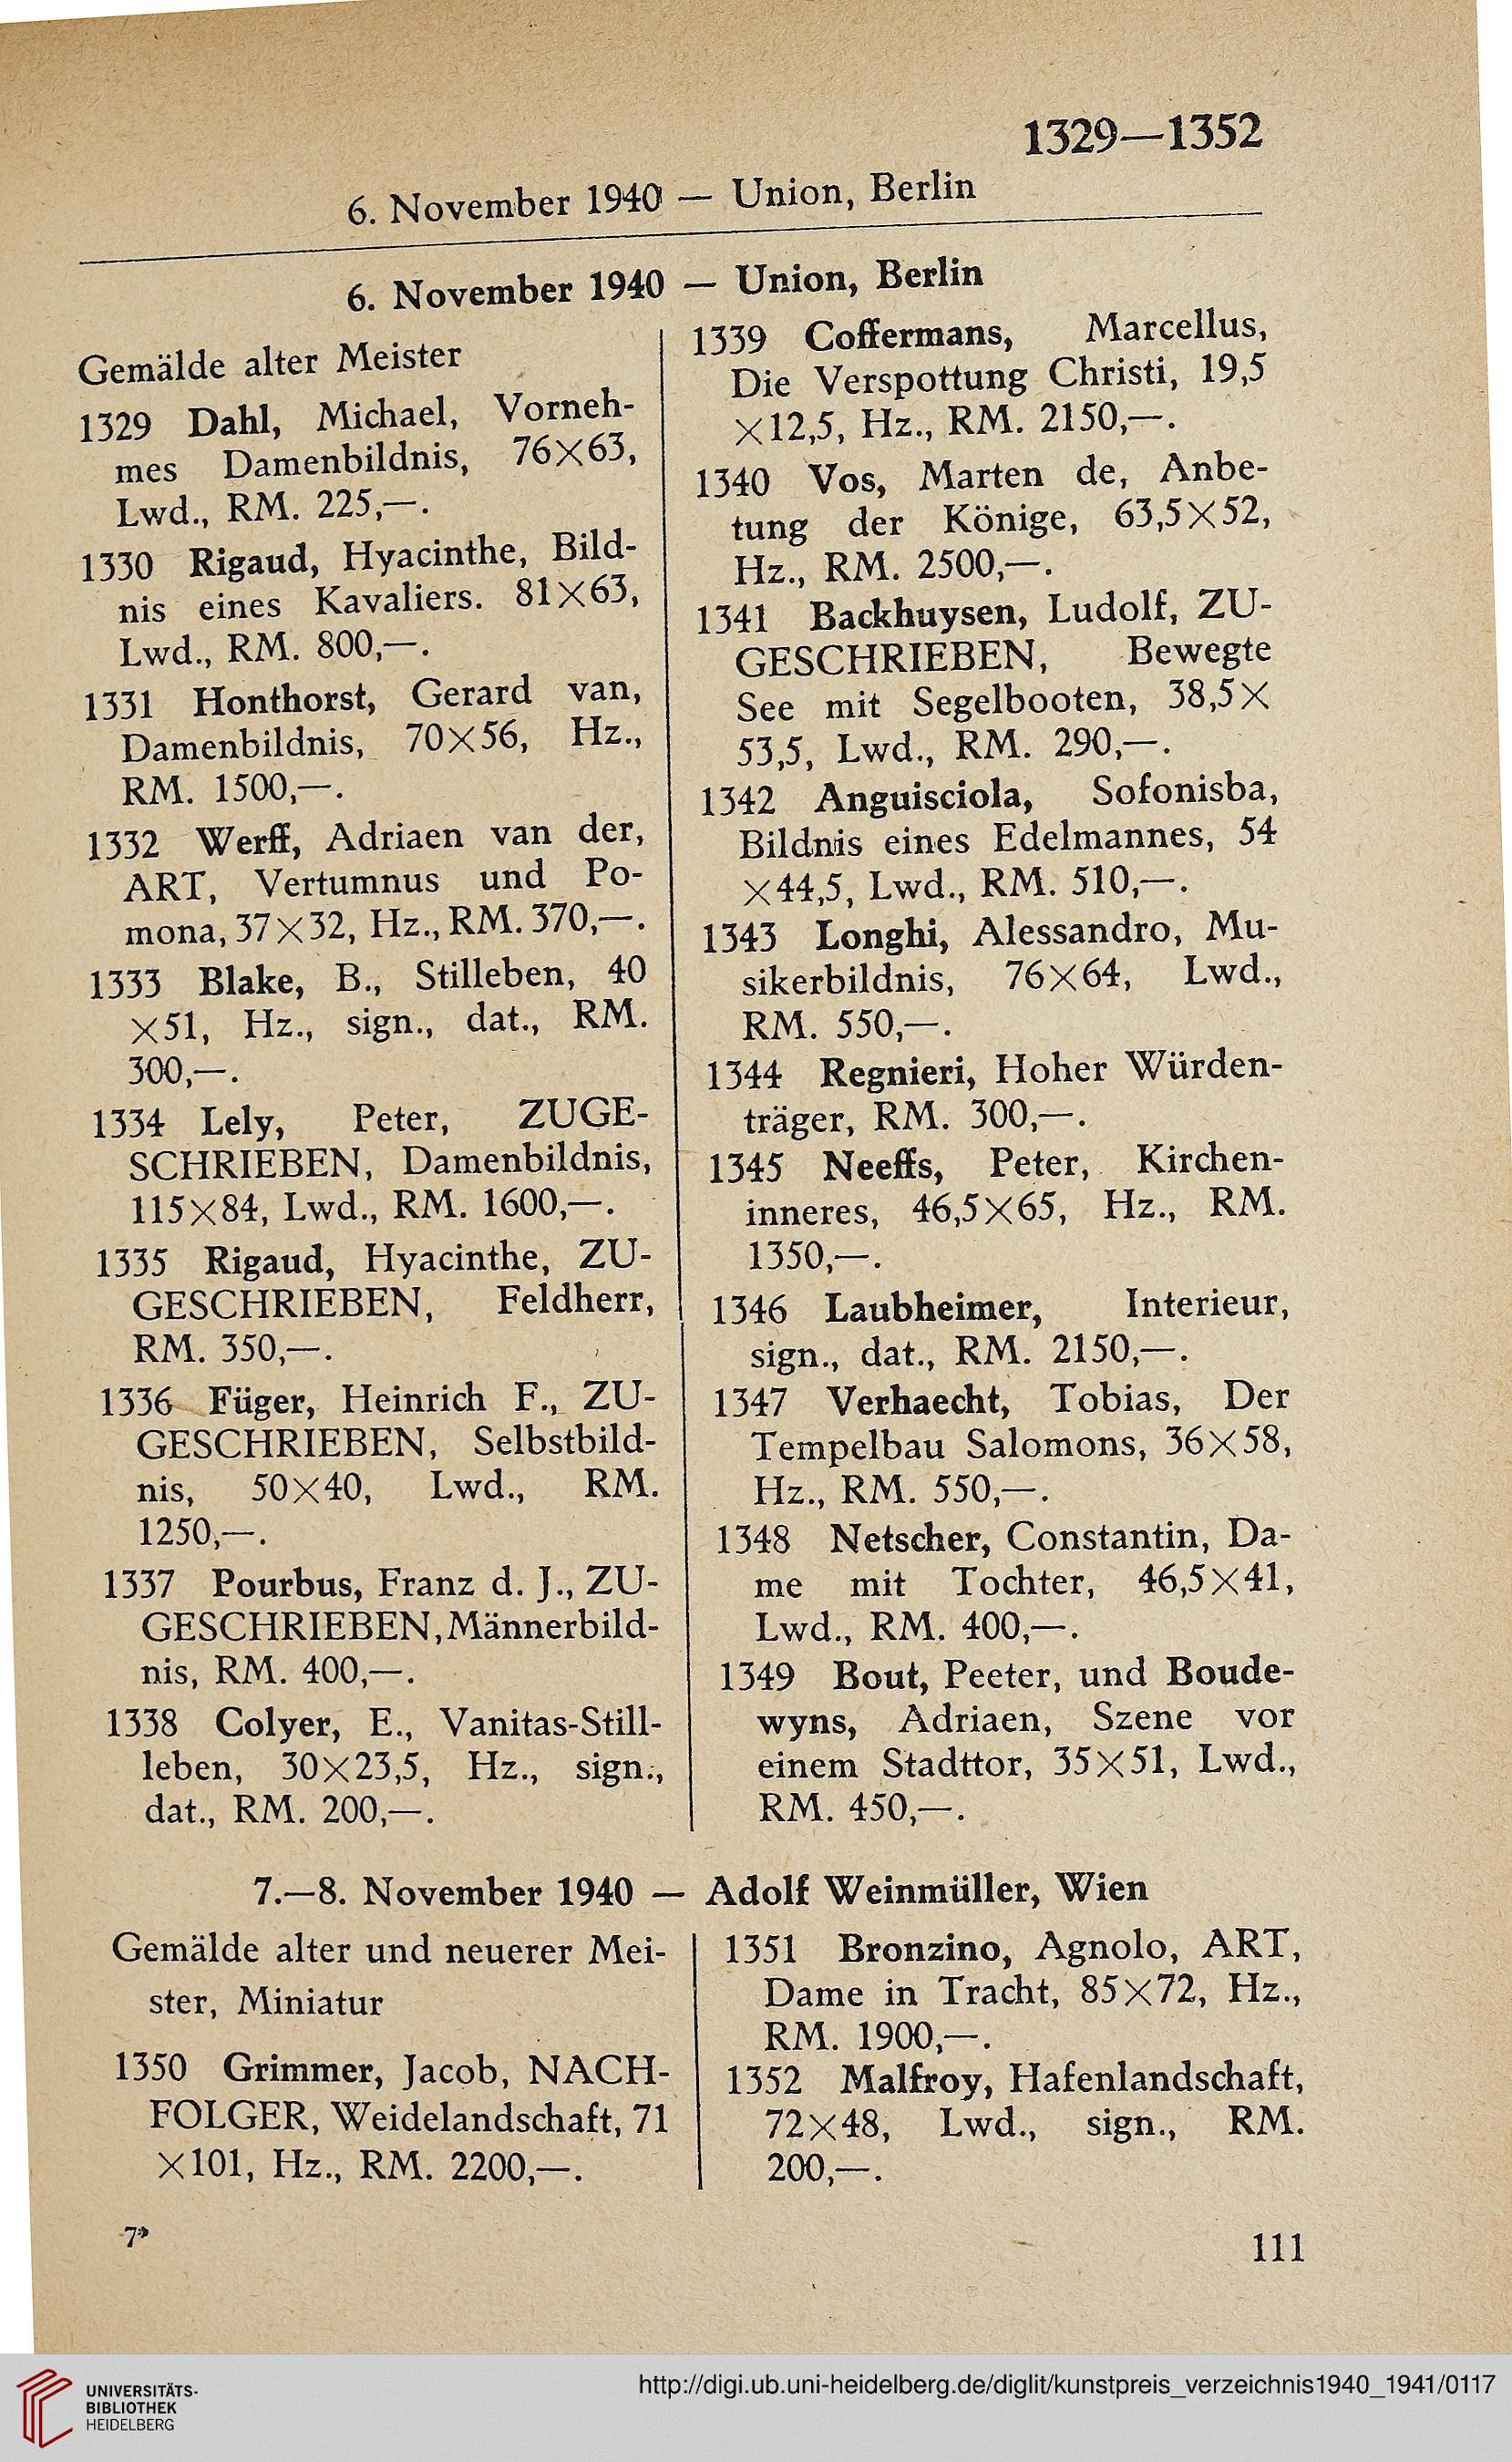 1329—1352
6. November 1940 — Union, Berlin
6. November 1940 — Union, Berlin
Gemälde alter Meister
1329 Dahl, Michael, Vorneh-
mes Damenbildnis, 76×63,
Lwd., RM. 225,—.
1330 Rigaud, Hyacinthe, Bild-
nis eines Kavaliers. 81×63,
Lwd., RM. 800,—.
1331 Honthorst, Gerard van,
Damenbildnis, 70×56, Hz.,
RM. 1500,—.
1332 Werff, Adriaen van der,
ART, Vertumnus und Po-
mona, 37×32, Hz., RM. 370,—.
1333 Blake, B., Stilleben, 40
×51, Hz., sign., dat., RM.
300,—.
1334 Lely, Peter, ZUGE-
SCHRIEBEN, Damenbildnis,
115×84, Lwd., RM. 1600,—.
1335 Rigaud, Hyacinthe, ZU-
GESCHRIEBEN, Feldherr,
RM. 350,—.
1336 Füger, Heinrich F., ZU-
GESCHRIEBEN, Selbstbild-
nis, 50×40, Lwd., RM.
1250,—.
1337 Pourbus, Franz d. J., ZU-
GESCHRIEBEN, Männerbild-
nis, RM. 400,—.
1338 Colyer, E., Vanitas-Still-
leben, 30×23,5, Hz., sign.,
dat., RM. 200,—.
1339 Coffermans, Marcellus,
Die Verspottung Christi, 19,5
×12,5, Hz., RM. 2150,—.
1340 Vos, Marten de, Anbe-
tung der Könige, 63,5×52,
Hz., RM. 2500,—.
1341 Backhuysen, Ludolf, ZU-
GESCHRIEBEN, Bewegte
See mit Segelbooten, 38,5×
53,5, Lwd., RM. 290,—.
1342 Anguisciola, Sofonisba,
Bildnis eines Edelmannes, 54
×44,5, Lwd., RM. 510,—.
1343 Longhi, Alessandro, Mu-
sikerbildnis, 76×64, Lwd.,
RM. 550,—.
1344 Regnieri, Hoher Würden-
träger, RM. 300,—.
1345 Neeffs, Peter, Kirchen-
inneres, 46,5×65, Hz., RM.
1350,—.
1346 Laubheimer, Interieur,
sign., dat., RM. 2150,—.
1347 Verhaecht, Tobias, Der
Tempelbau Salomons, 36×58,
Hz., RM. 550,—.
1348 Netscher, Constantin, Da-
me mit Tochter, 46,5×41,
Lwd., RM. 400,—.
1349 Bout, Peeter, und Boude-
wyns, Adriaen, Szene vor
einem Stadttor, 35×51, Lwd.,
RM. 450,—.
7.—8. November 1940 — Adolf Weinmüller, Wien
Gemälde alter und neuerer Mei-
ster, Miniatur
1350 Grimmer, Jacob, NACH-
FOLGER, Weidelandschaft, 71
×101, Hz., RM. 2200,—.
1351 Bronzino, Agnolo, ART,
Dame in Tracht, 85×72, Hz.,
RM. 1900,—.
1352 Malfroy, Hafenlandschaft,
72×48, Lwd., sign., RM.
200,—.
7*
111
UNIVERSITÄTS-
BIBLIOTHEK
HEIDELBERG
http://digi.ub.uni-heidelberg.de/diglit/kunstpreis_verzeichnis1940_1941/0117